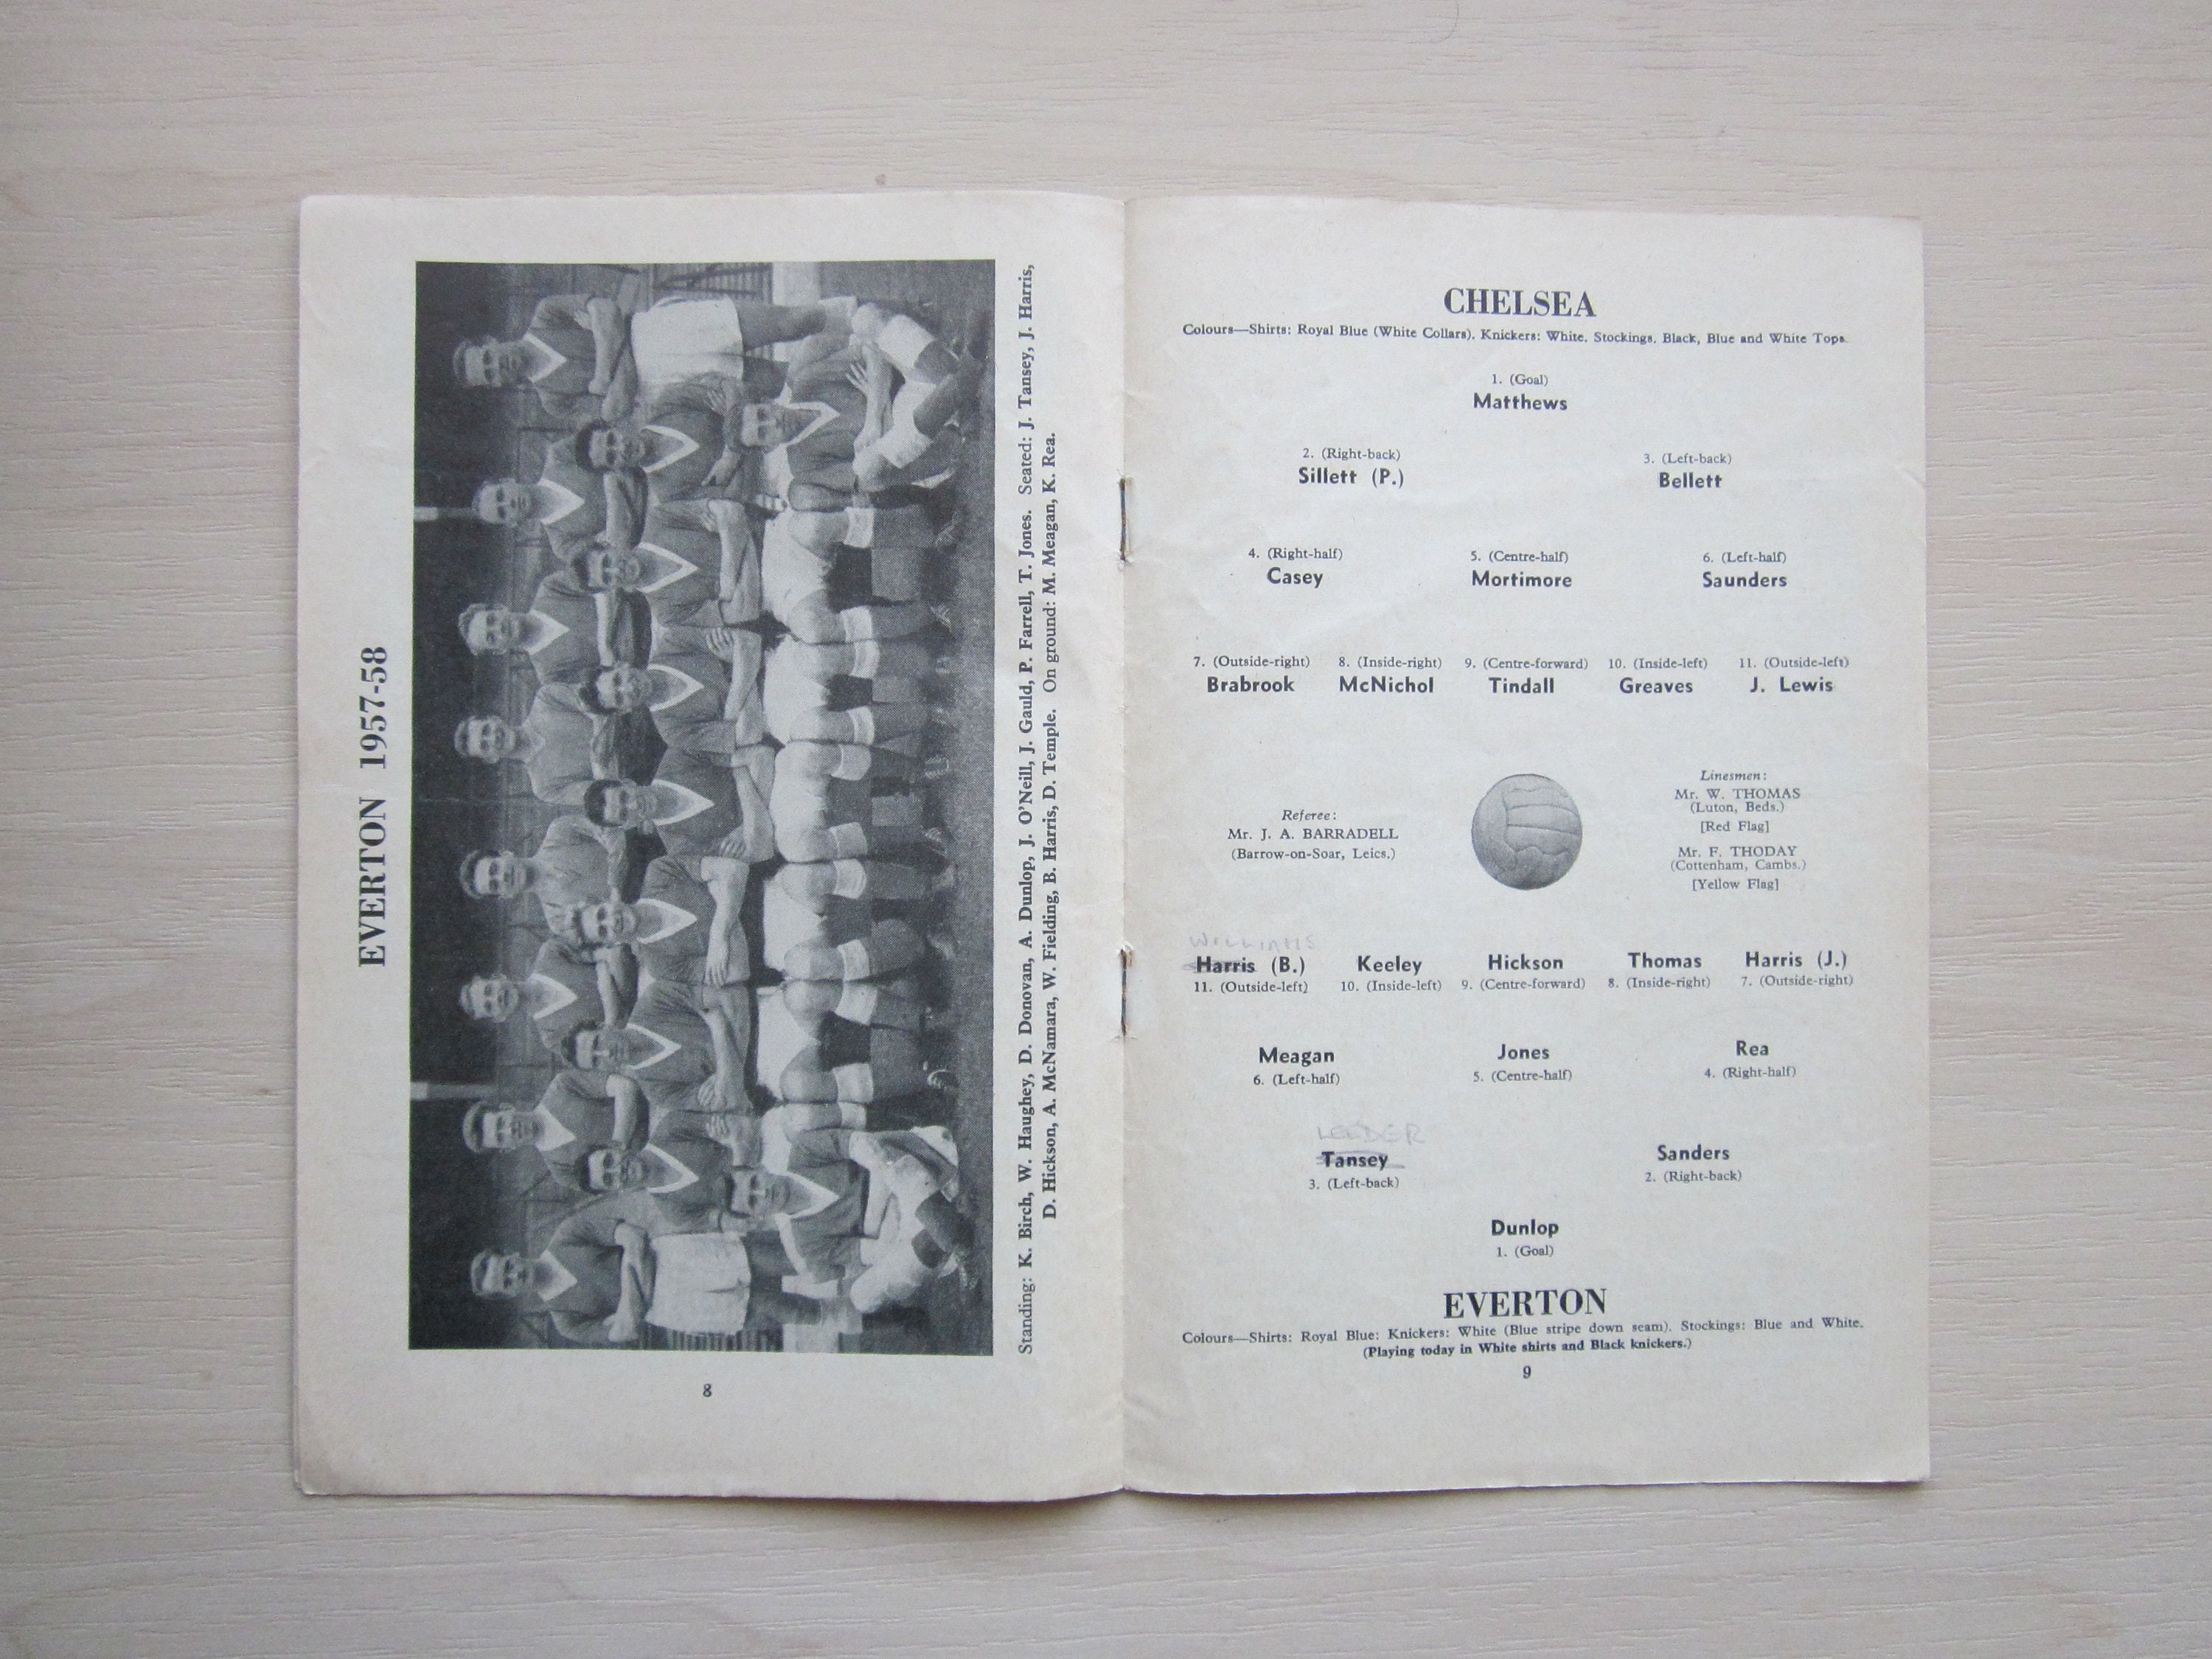 EVERTON 1957-58
Standing: K. Birch, W. Haughey, D. Donovan, A. Dunlop, J. O'Neill, J. Gauld, P. Farrell, T. Jones. Seated: J. Tansey, J. Harris,
D. Hickson, A. McNamara, W. Fielding, B. Harris, D. Temple. On ground: M. Meagan, K. Rea.
8
CHELSEA
Colours—Shirts: Royal Blue (White Collars). Knickers: White. Stockings. Black, Blue and White Tops.
1. (Goal)
Matthews
2. (Right-back) 3. (Left-back)
Sillett (P.) Bellett
4. (Right-half) 5. (Centre-half) 6. (Left-half)
Casey Mortimore Saunders
7. (Outside-right) 8. (Inside-right) 9. (Centre-forward) 10. (Inside-left) 11. (Outside-left)
Brabrook McNichol Tindall Greaves J. Lewis
Referee:
Mr. J. A. BARRADELL
(Barrow-on-Soar, Leics.)
Linesmen:
Mr. W. THOMAS
(Luton, Beds.)
[Red Flag]
Mr. F. THODAY
(Cottenham, Cambs.)
[Yellow Flag]
WILLIAMS
Harris (B.) Keeley Hickson Thomas Harris (J.)
11. (Outside-left) 10. (Inside-left) 9. (Centre-forward) 8. (Inside-right) 7. (Outside-right)
Meagan Jones Rea
6. (Left-half) 5. (Centre-half) 4. (Right-half)
LEEDER
Tansey Sanders
3. (Left-back) 2. (Right-back)
Dunlop
1. (Goal)
EVERTON
Colours—Shirts: Royal Blue: Knickers: White (Blue stripe down seam). Stockings: Blue and White.
(Playing today in White shirts and Black knickers.)
9